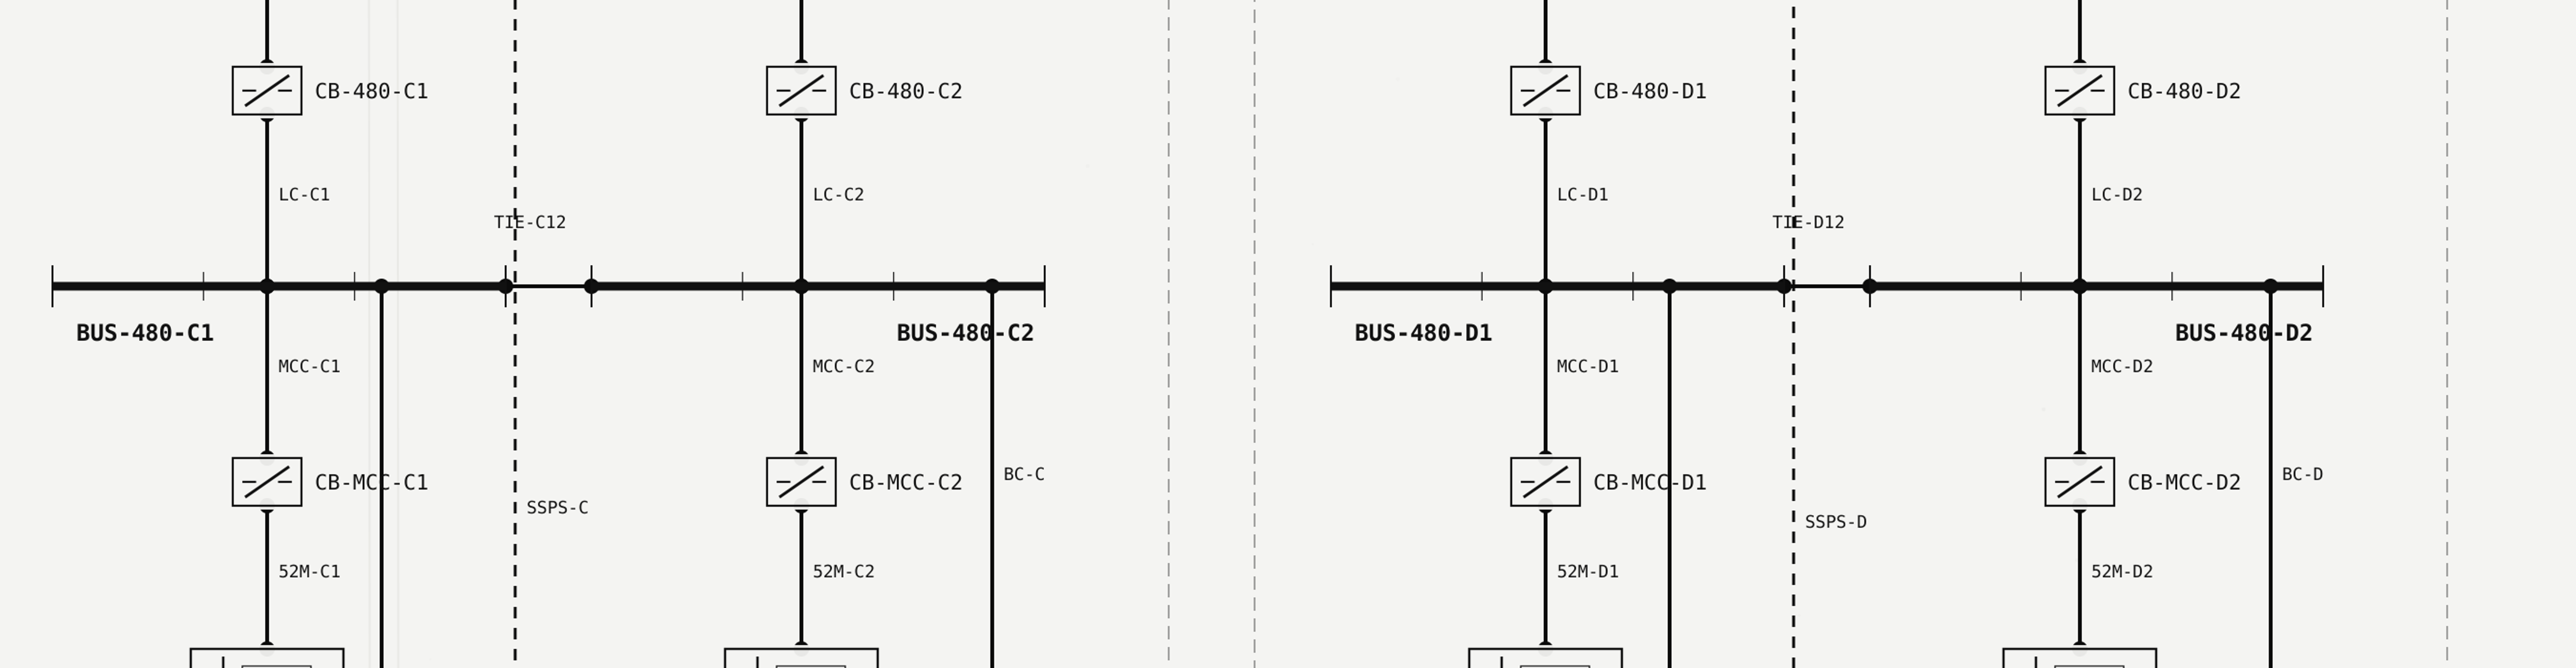 CB-480-C1 CB-480-C2 CB-480-D1 CB-480-D2
LC-C1 LC-C2 LC-D1 LC-D2
TIE-C12 TIE-D12
BUS-480-C1 BUS-480-C2 BUS-480-D1 BUS-480-D2
MCC-C1 MCC-C2 MCC-D1 MCC-D2
BC-C BC-D
CB-MCC-C1 CB-MCC-C2 CB-MCC-D1 CB-MCC-D2
SSPS-C
SSPS-D
52M-C1 52M-C2 52M-D1 52M-D2